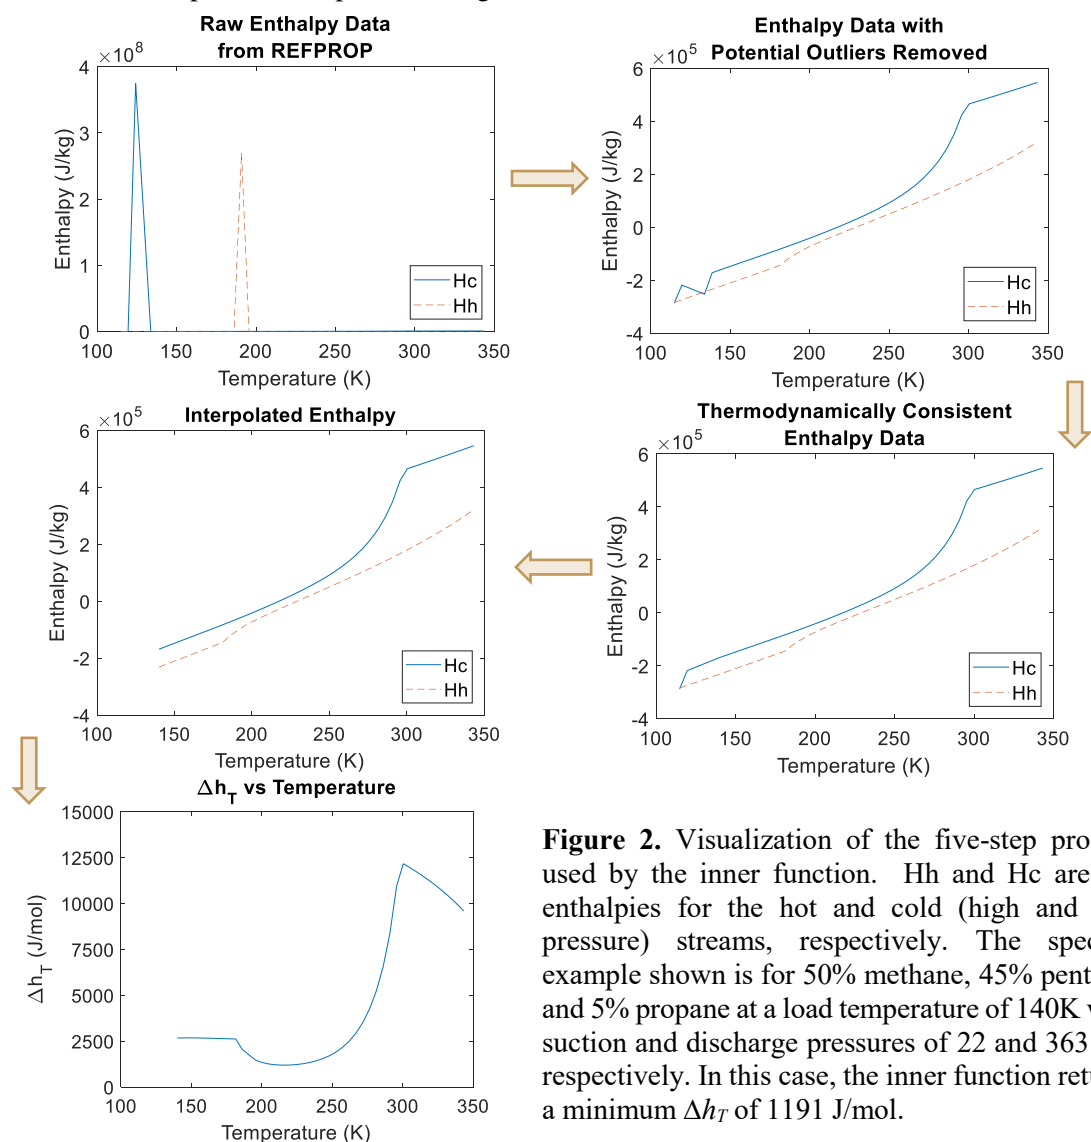 Raw Enthalpy Data
from REFPROP
×10⁸
4
3
2
1
0
Enthalpy (J/kg)
Hc
Hh
100 150 200 250 300 350
Temperature (K)
Enthalpy Data with
Potential Outliers Removed
×10⁵
6
4
2
0
-2
-4
Enthalpy (J/kg)
Hc
Hh
100 150 200 250 300 350
Temperature (K)
Thermodynamically Consistent
Enthalpy Data
×10⁵
6
4
2
0
-2
-4
Enthalpy (J/kg)
Hc
Hh
100 150 200 250 300 350
Temperature (K)
Interpolated Enthalpy
×10⁵
6
4
2
0
-2
-4
Enthalpy (J/kg)
Hc
Hh
100 150 200 250 300 350
Temperature (K)
Δh_T vs Temperature
15000
12500
10000
7500
5000
2500
0
Δh_T (J/mol)
100 150 200 250 300 350
Temperature (K)
Figure 2. Visualization of the five-step pro
used by the inner function. Hh and Hc are
enthalpies for the hot and cold (high and
pressure) streams, respectively. The spec
example shown is for 50% methane, 45% pent
and 5% propane at a load temperature of 140K
suction and discharge pressures of 22 and 363
respectively. In this case, the inner function retu
a minimum Δh_T of 1191 J/mol.